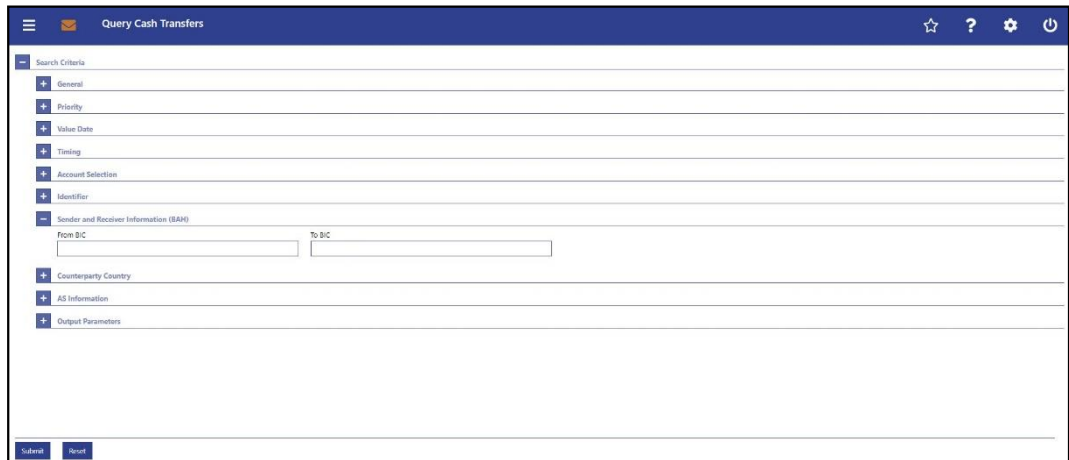 Query Cash Transfers
Search Criteria
General
Priority
Value Date
Timing
Account Selection
Identifier
Sender and Receiver Information (BAH)
From BIC To BIC
Counterparty Country
AS Information
Output Parameters
Submit Reset